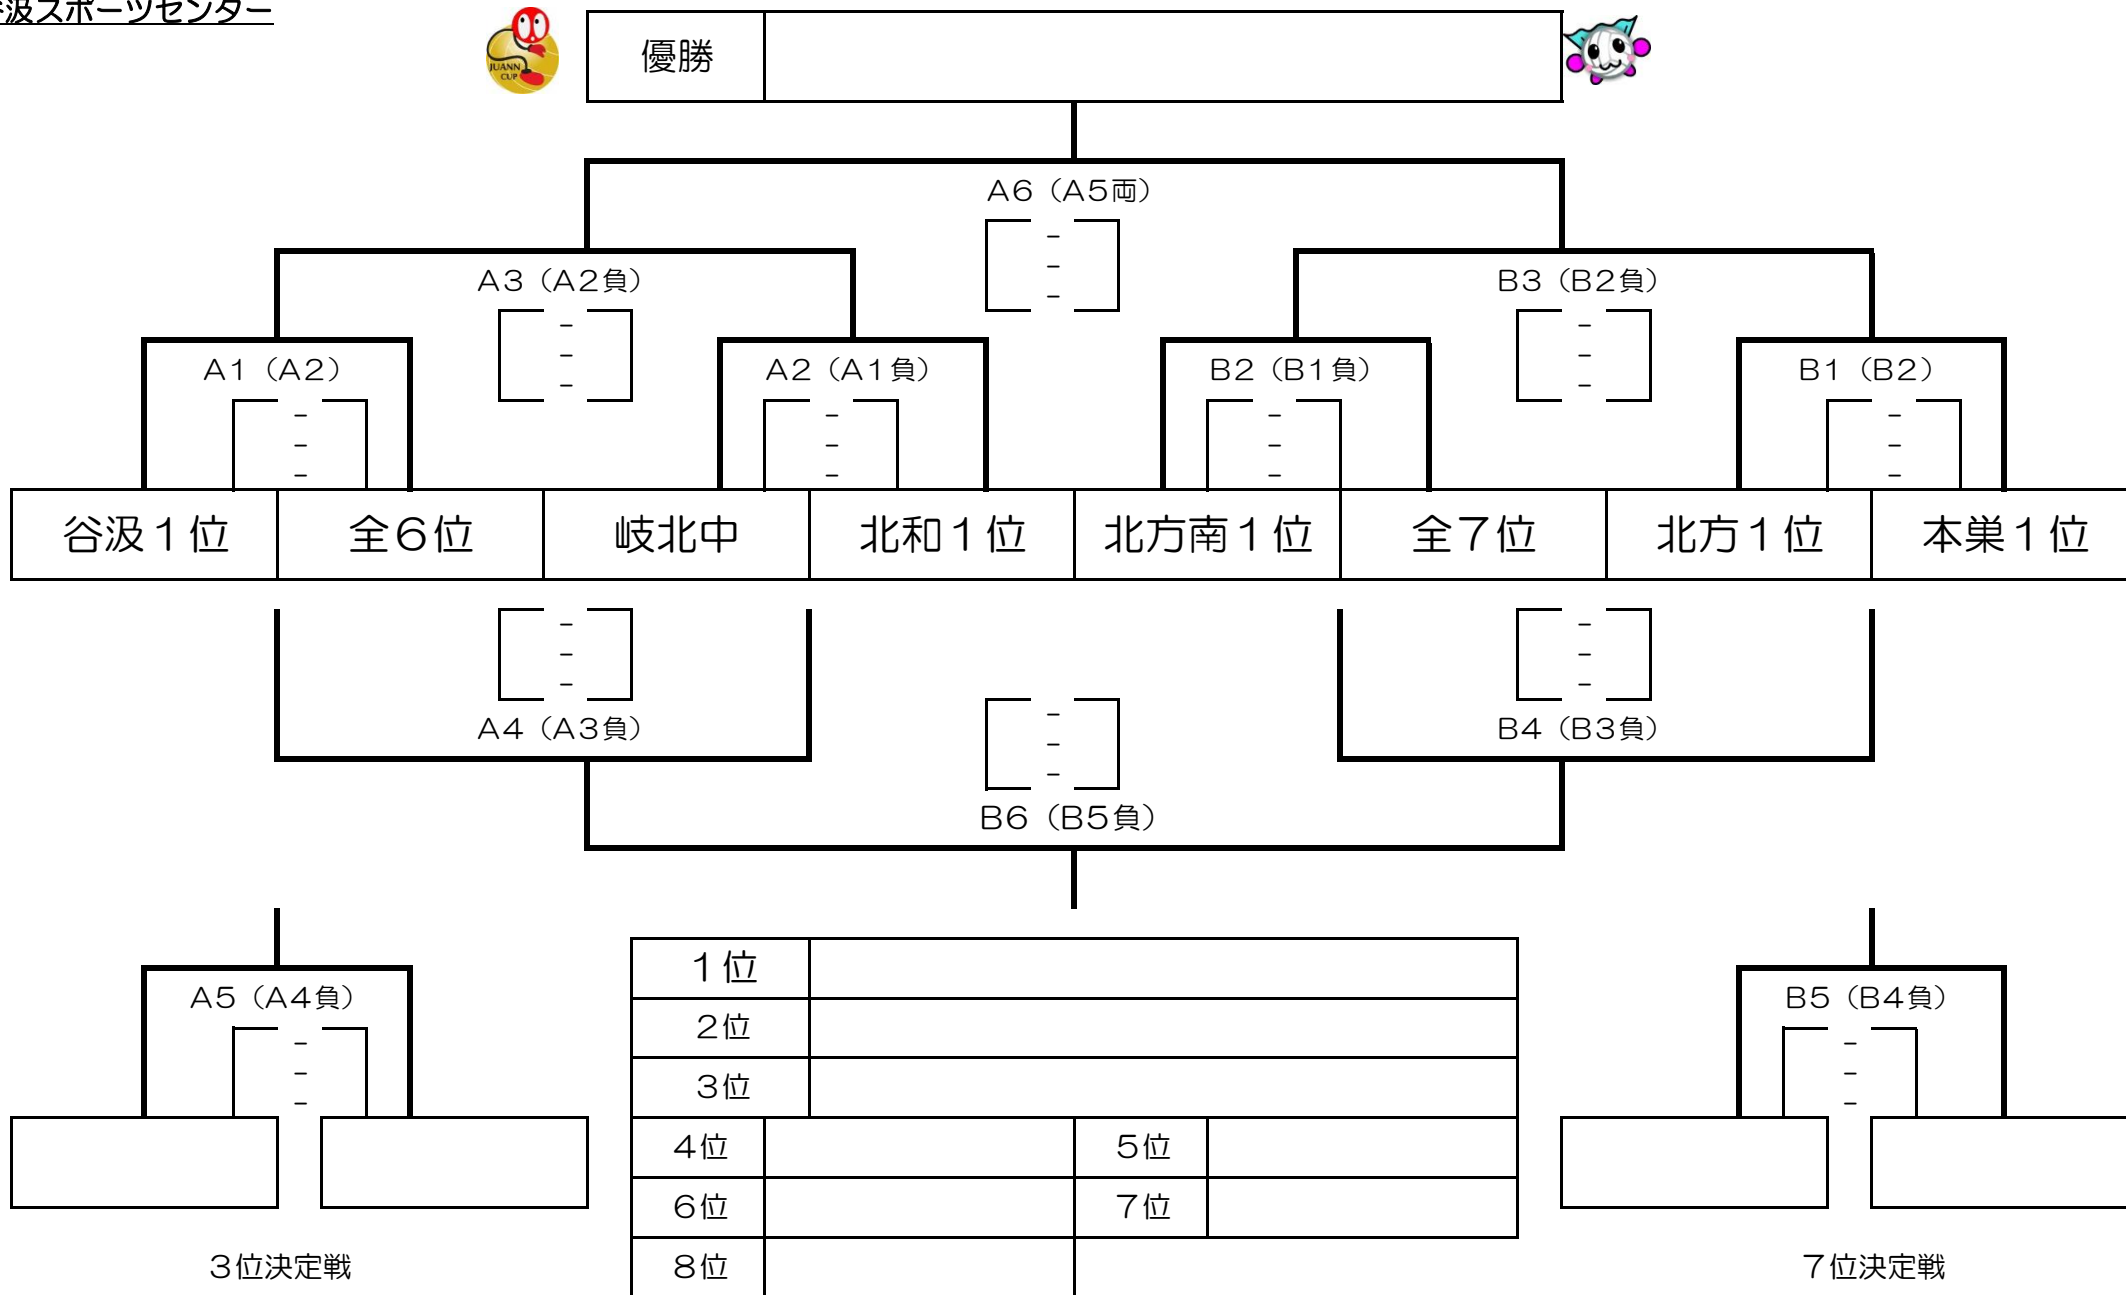 谷汲スポーツセンター
JUANN
CUP
優勝
A6（A5両）
-
-
-
A3（A2負）
-
-
-
B3（B2負）
-
-
-
A1（A2）
-
-
-
A2（A1負）
-
-
-
B2（B1負）
-
-
-
B1（B2）
-
-
-
谷汲１位 全６位 岐北中 北和１位 北方南１位 全７位 北方１位 本巣１位
-
-
-
A4（A3負）
-
-
-
B4（B3負）
-
-
-
B6（B5負）
A5（A4負）
-
-
-
3位決定戦
１位
2位
3位
4位 5位
6位 7位
8位
B5（B4負）
-
-
-
7位決定戦